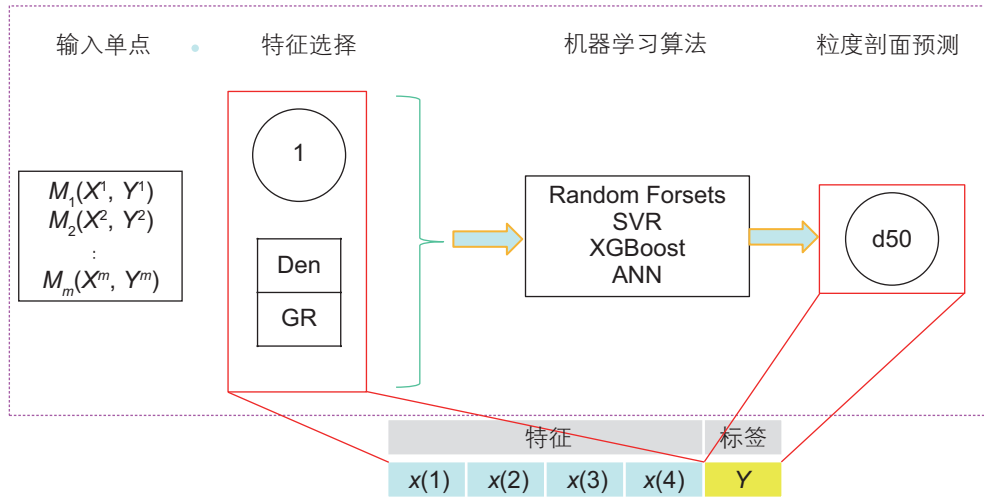 输入单点
特征选择
机器学习算法
粒度剖面预测
M₁(X¹, Y¹)
M₂(X², Y²)
:
Mₘ(Xᵐ, Yᵐ)
1
Den
GR
Random Forsets
SVR
XGBoost
ANN
d50
特征
标签
x(1) x(2) x(3) x(4) Y